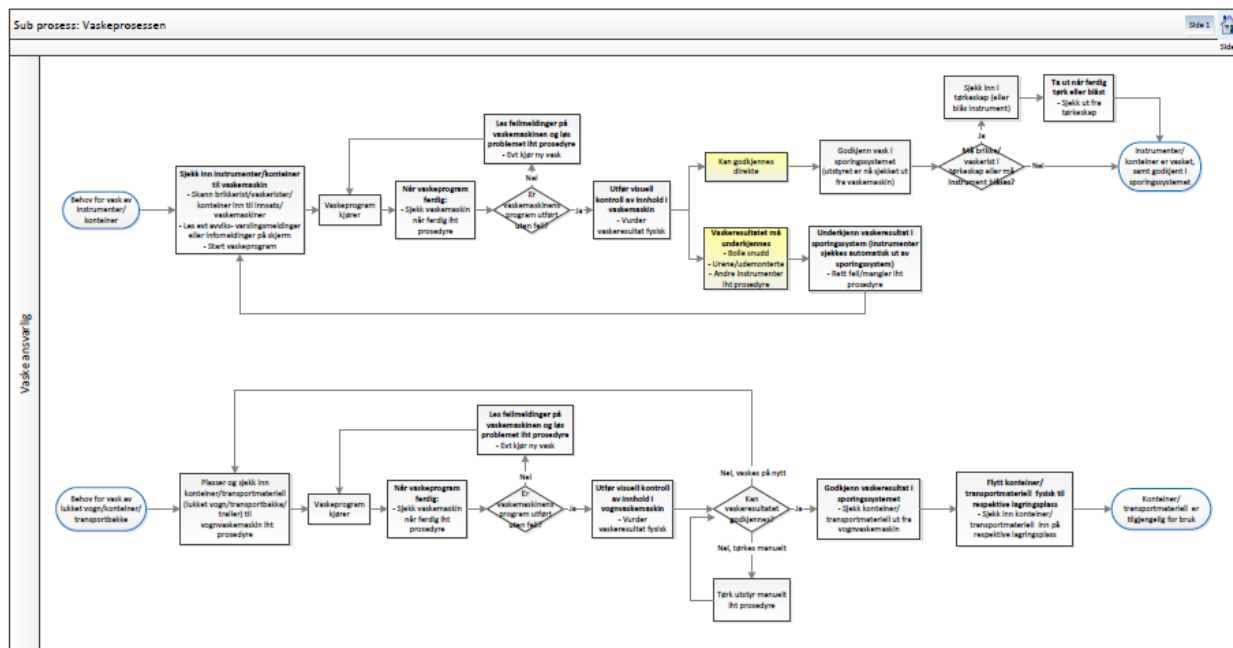 Sub prosess: Vaskeprosessen
Side 1
Side
Vaskeansvarlig
Behov for vask av
instrumenter/
konteiner
Sjekk inn instrumenter/konteiner
til vaskemaskin
- Skann brikkerist/vaskerister/
konteiner inn til innsats/
vaskemaskiner
- Les evt avviks- varslingsmeldinger
eller infomeldinger på skjerm
- Start vaskeprogram
Vaskeprogram
kjører
Les feilmeldinger på
vaskemaskinen og løs
problemet iht prosedyre
- Evt kjør ny vask
Når vaskeprogram
ferdig:
- Sjekk vaskemaskin
når ferdig iht
prosedyre
Nei
Er
vaskemaskinens
program utført
uten feil?
Ja
Utfør visuell
kontroll av innhold i
vaskemaskin
- Vurder
vaskeresultat fysisk
Kan godkjennes
direkte
Godkjenn vask i
sporingssystemet
(utstyret er nå sjekket ut
fra vaskemaskin)
Må brikke/
vaskerist i
tørkeskap eller må
instrument blåses?
Ja
Nei
Sjekk inn i
tørkeskap (eller
blås instrument)
Ta ut når ferdig
tørk eller blåst
- Sjekk ut fra
tørkeskap
Instrumenter/
konteiner er vasket,
samt godkjent i
sporingssystemet
Vaskeresultatet må
underkjennes
- Bolle snudd
- Urene/udemonterte
- Andre instrumenter
iht prosedyre
Underkjenn vaskeresultat i
sporingssystem (instrumenter
sjekkes automatisk ut av
sporingssystem)
- Rett feil/mangler iht
prosedyre
Behov for vask av
lukket vogn/konteiner/
transportbakke
Plasser og sjekk inn
konteiner/transportmateriell
(lukket vogn/transportbakke/
traller) til
vognvaskemaskin iht
prosedyre
Vaskeprogram
kjører
Les feilmeldinger på
vaskemaskinen og løs
problemet iht prosedyre
- Evt kjør ny vask
Når vaskeprogram
ferdig:
- Sjekk vaskemaskin
når ferdig iht
prosedyre
Nei
Er
vaskemaskinens
program utført
uten feil?
Ja
Utfør visuell kontroll
av innhold i
vognvaskemaskin
- Vurder
vaskeresultat fysisk
Nei, vaskes på nytt
Kan
vaskeresultatet
godkjennes?
Ja
Nei, tørkes manuelt
Tørk utstyr manuelt
iht prosedyre
Godkjenn vaskeresultat i
sporingssystemet
- Sjekk konteiner/
transportmateriell ut fra
vognvaskemaskin
Flytt konteiner/
transportmateriell fysisk til
respektive lagringsplass
- Sjekk inn konteiner/
transportmateriell inn på
respektive lagringsplass
Konteiner/
transportmateriell er
tilgjengelig for bruk